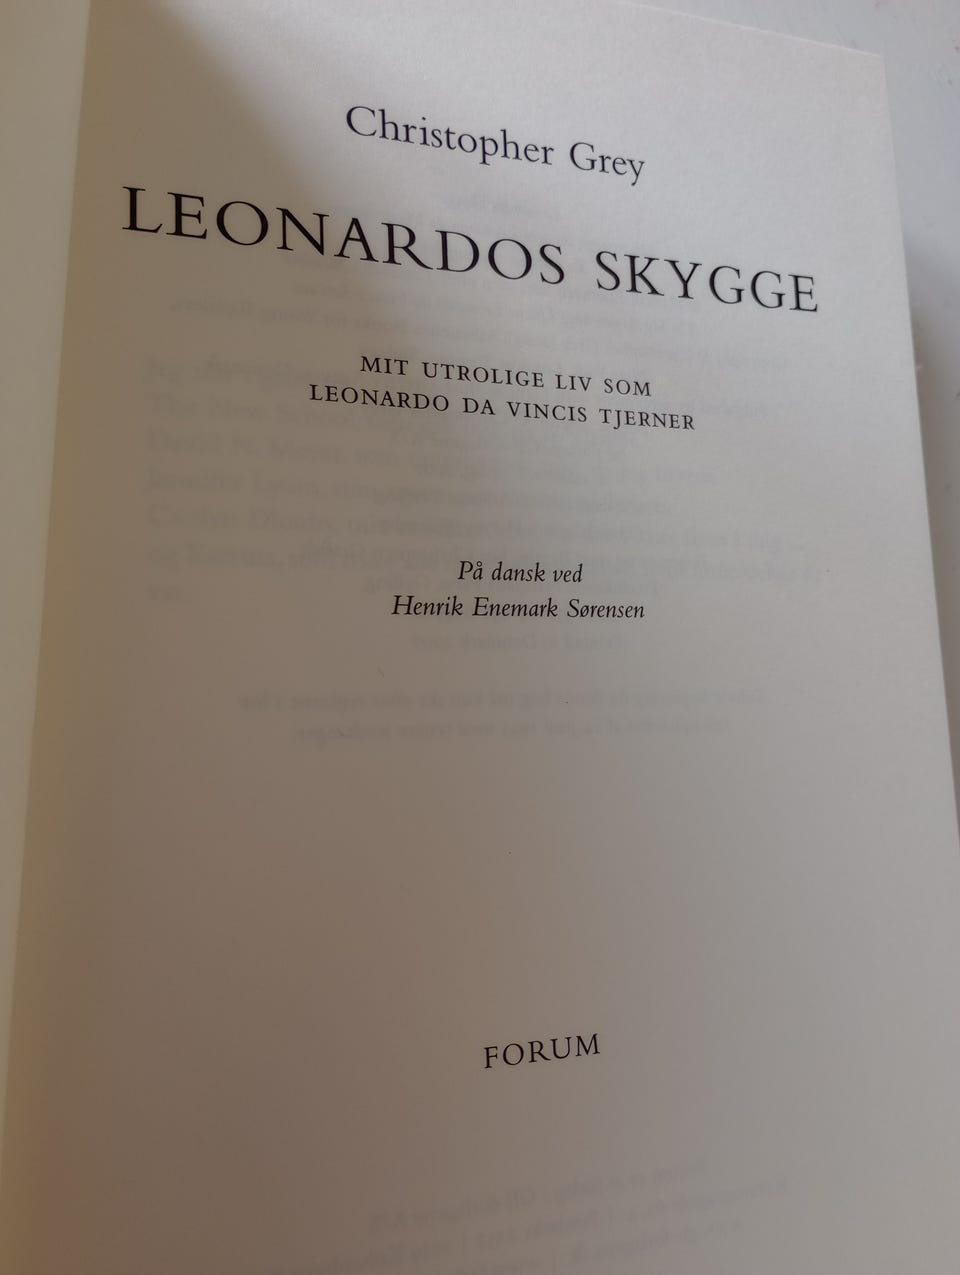 Christopher Grey
LEONARDOS SKYGGE
MIT UTROLIGE LIV SOM
LEONARDO DA VINCIS TJERNER
På dansk ved
Henrik Enemark Sørensen
FORUM